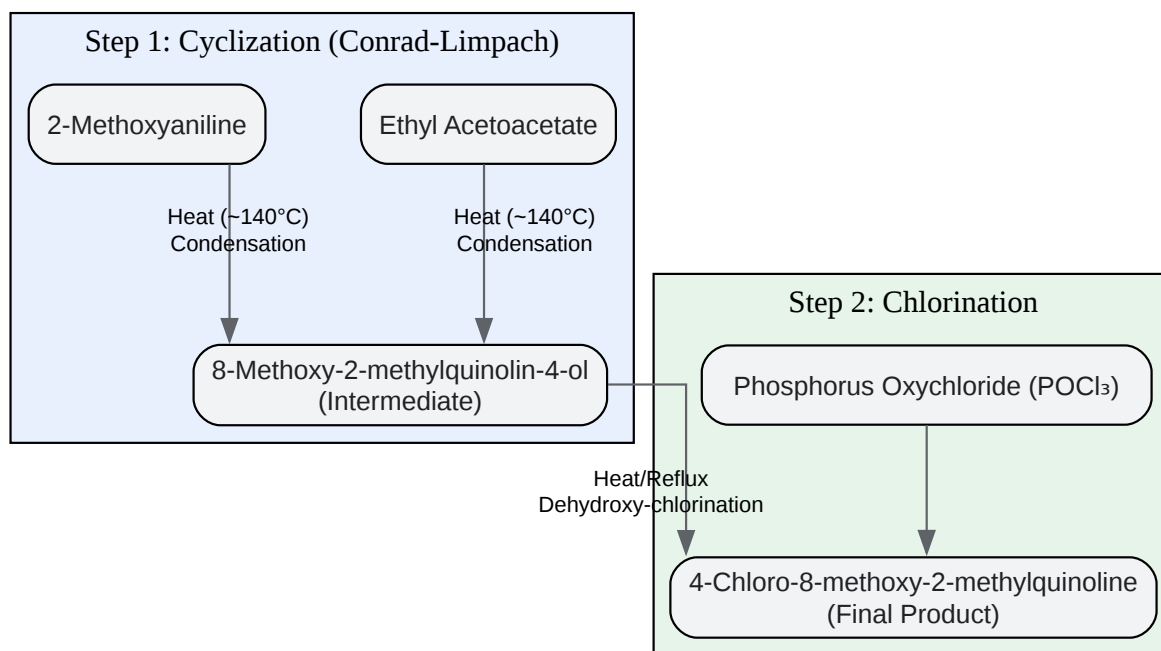 Step 1: Cyclization (Conrad-Limpach)
2-Methoxyaniline
Ethyl Acetoacetate
Heat (~140°C)
Condensation
Heat (~140°C)
Condensation
8-Methoxy-2-methylquinolin-4-ol
(Intermediate)
Step 2: Chlorination
Phosphorus Oxychloride (POCl₃)
Heat/Reflux
Dehydroxy-chlorination
4-Chloro-8-methoxy-2-methylquinoline
(Final Product)